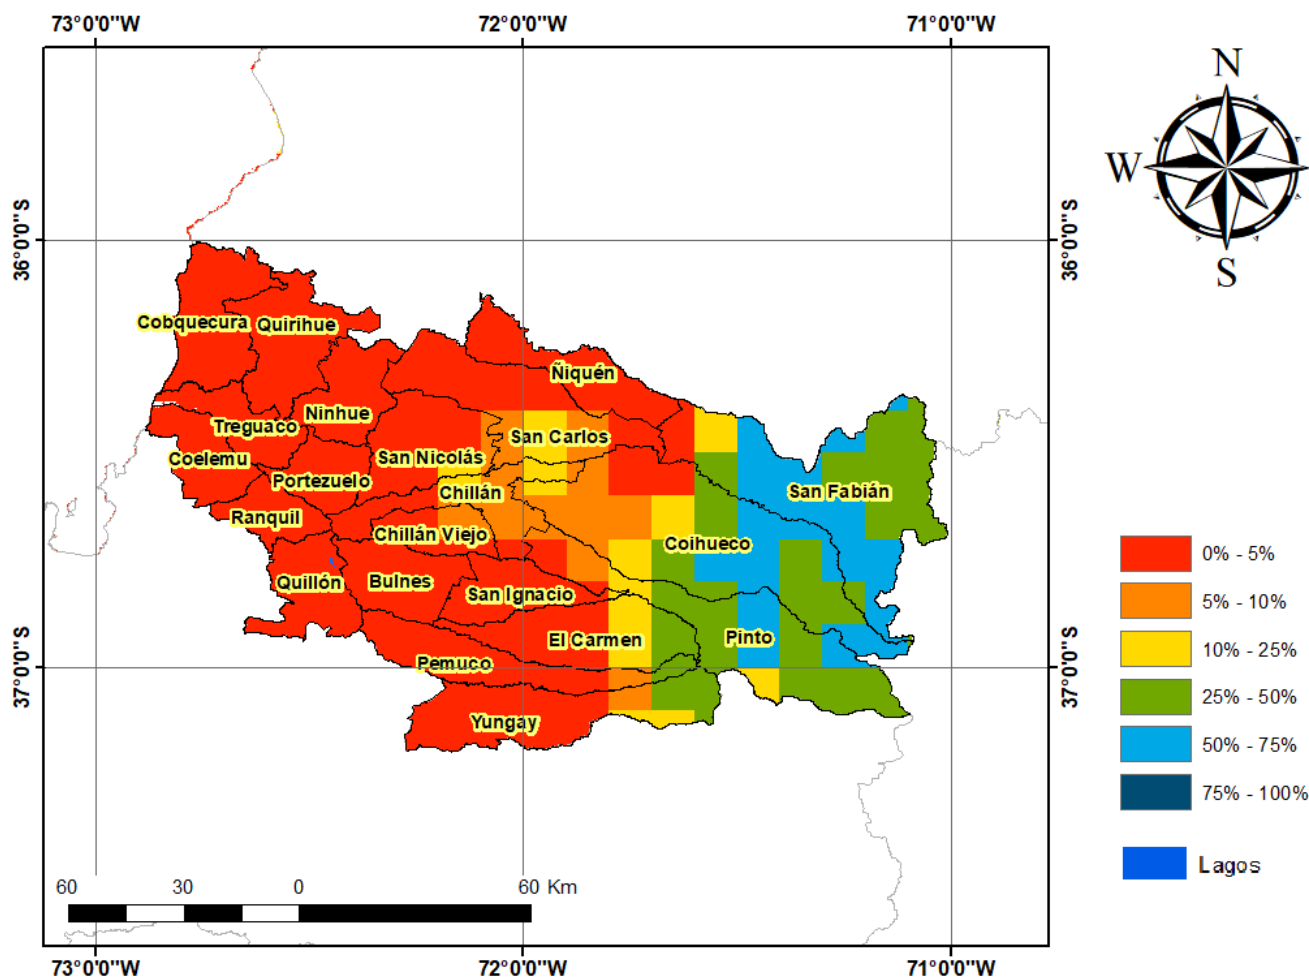 73°0'0"W 72°0'0"W 71°0'0"W
N
W
S
36°0'0"S 36°0'0"S
Cobquecura Quirihue
Ñiquén
Ninhue
Treguaco San Carlos
Coelemu San Nicolás
Portezuelo Chillán San Fabián
Ranquil Chillán Viejo
Coihueco
0% - 5%
Quillón Bulnes San Ignacio
5% - 10%
El Carmen Pinto
10% - 25%
37°0'0"S Pemuco 37°0'0"S
25% - 50%
Yungay
50% - 75%
75% - 100%
Lagos
60 30 0 60 Km
73°0'0"W 72°0'0"W 71°0'0"W